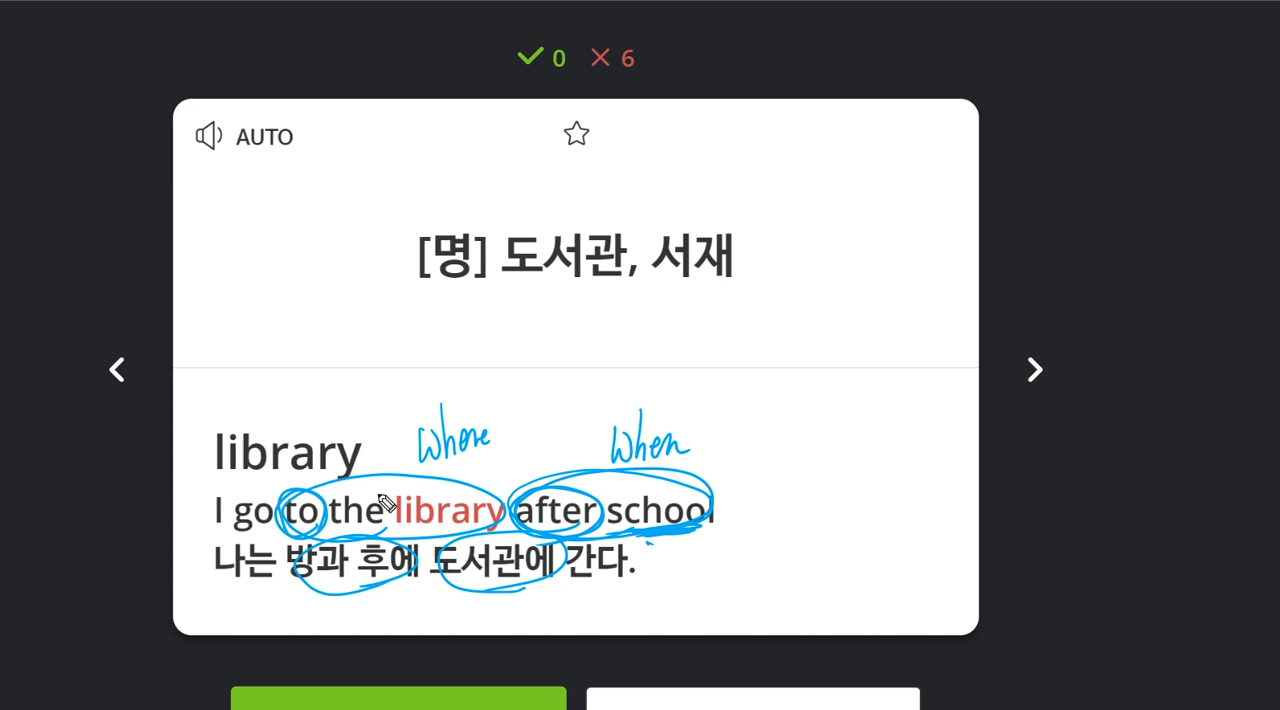 0 6
AUTO
[명] 도서관, 서재
where when
library
I go to the library after school
나는 방과 후에 도서관에 간다.